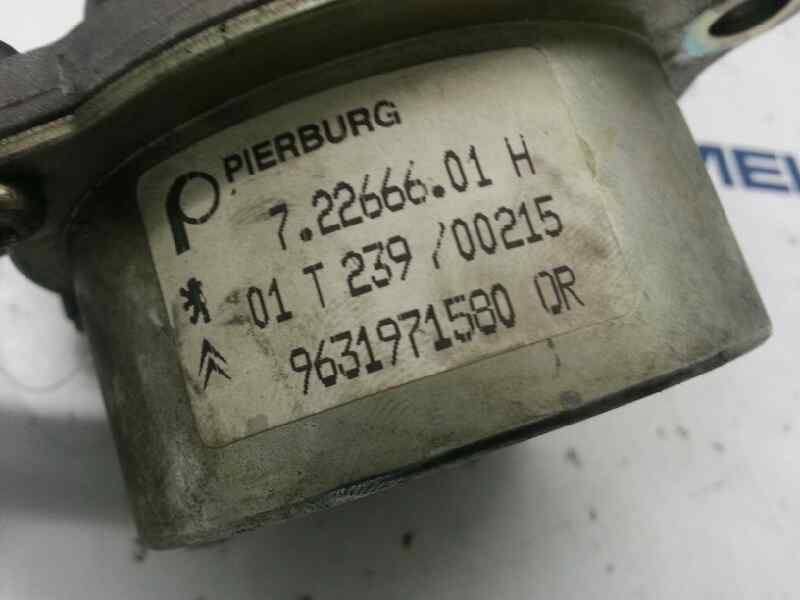 PIERBURG
7.22666.01 H
01 T 239 /00215
9631971580 OR